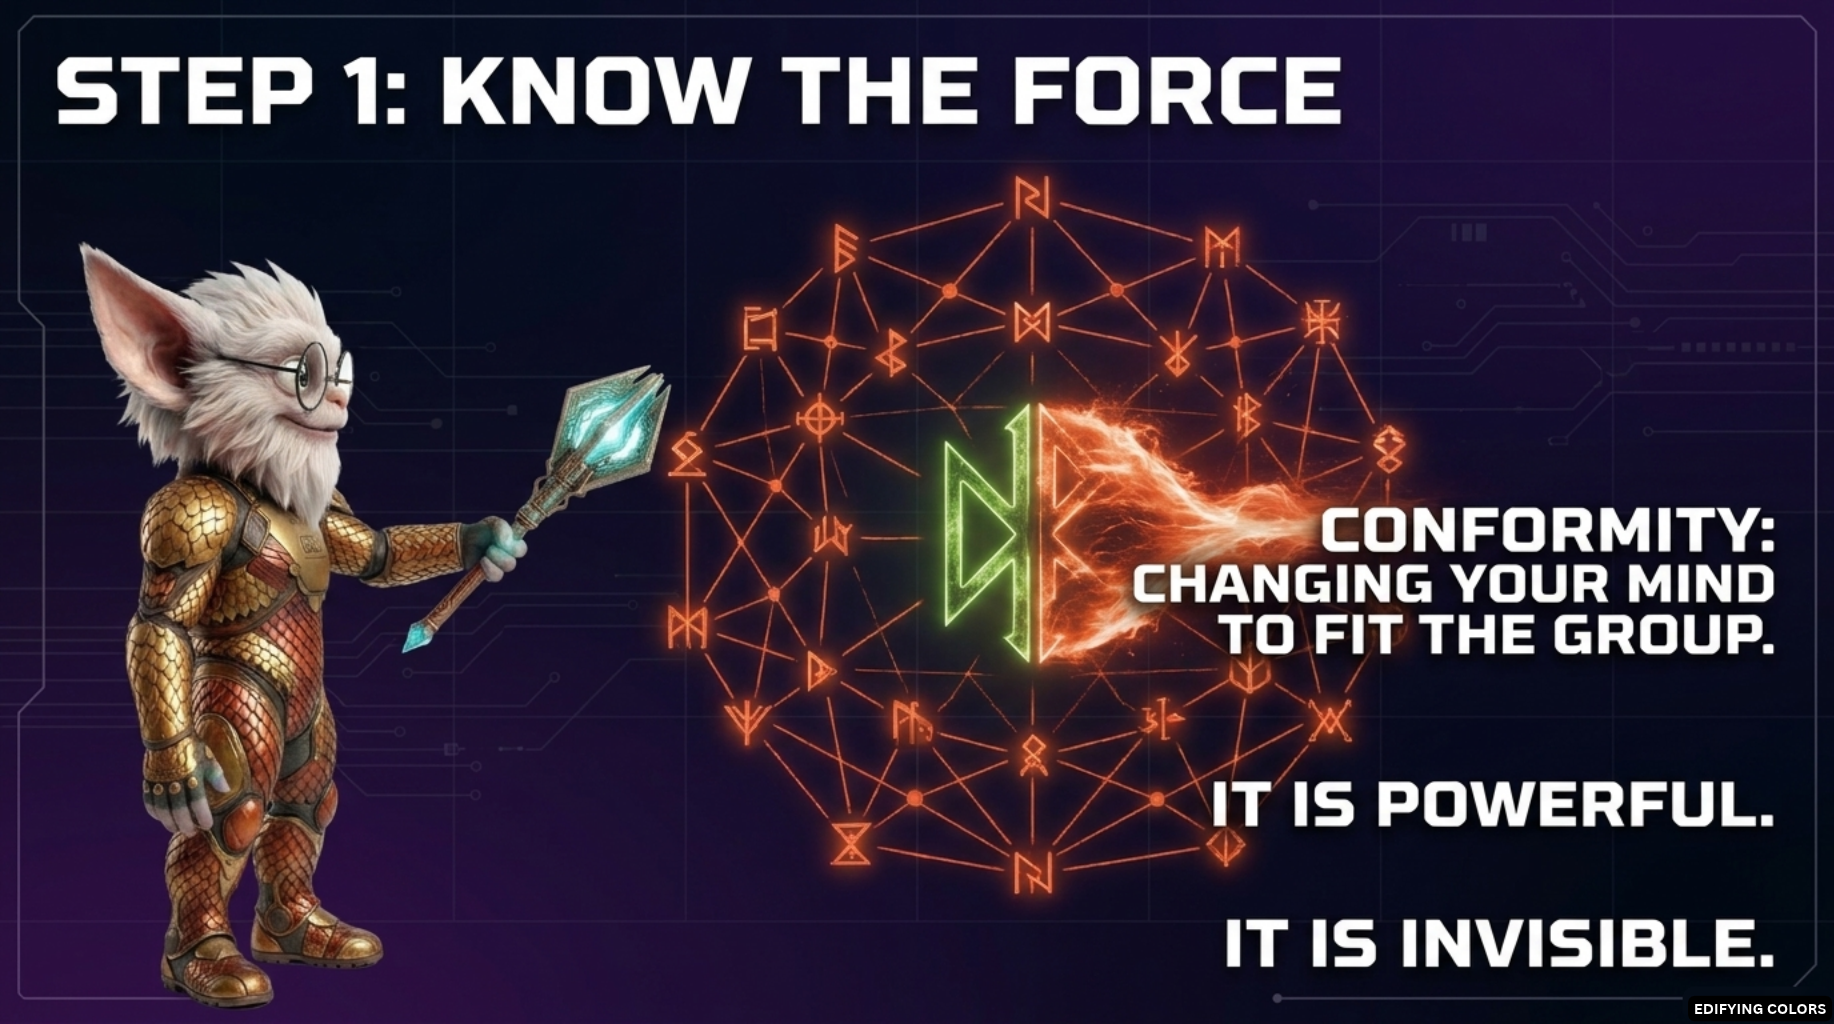 STEP 1: KNOW THE FORCE
CONFORMITY:
CHANGING YOUR MIND
TO FIT THE GROUP.
IT IS POWERFUL.
IT IS INVISIBLE.
EDIFYING COLORS